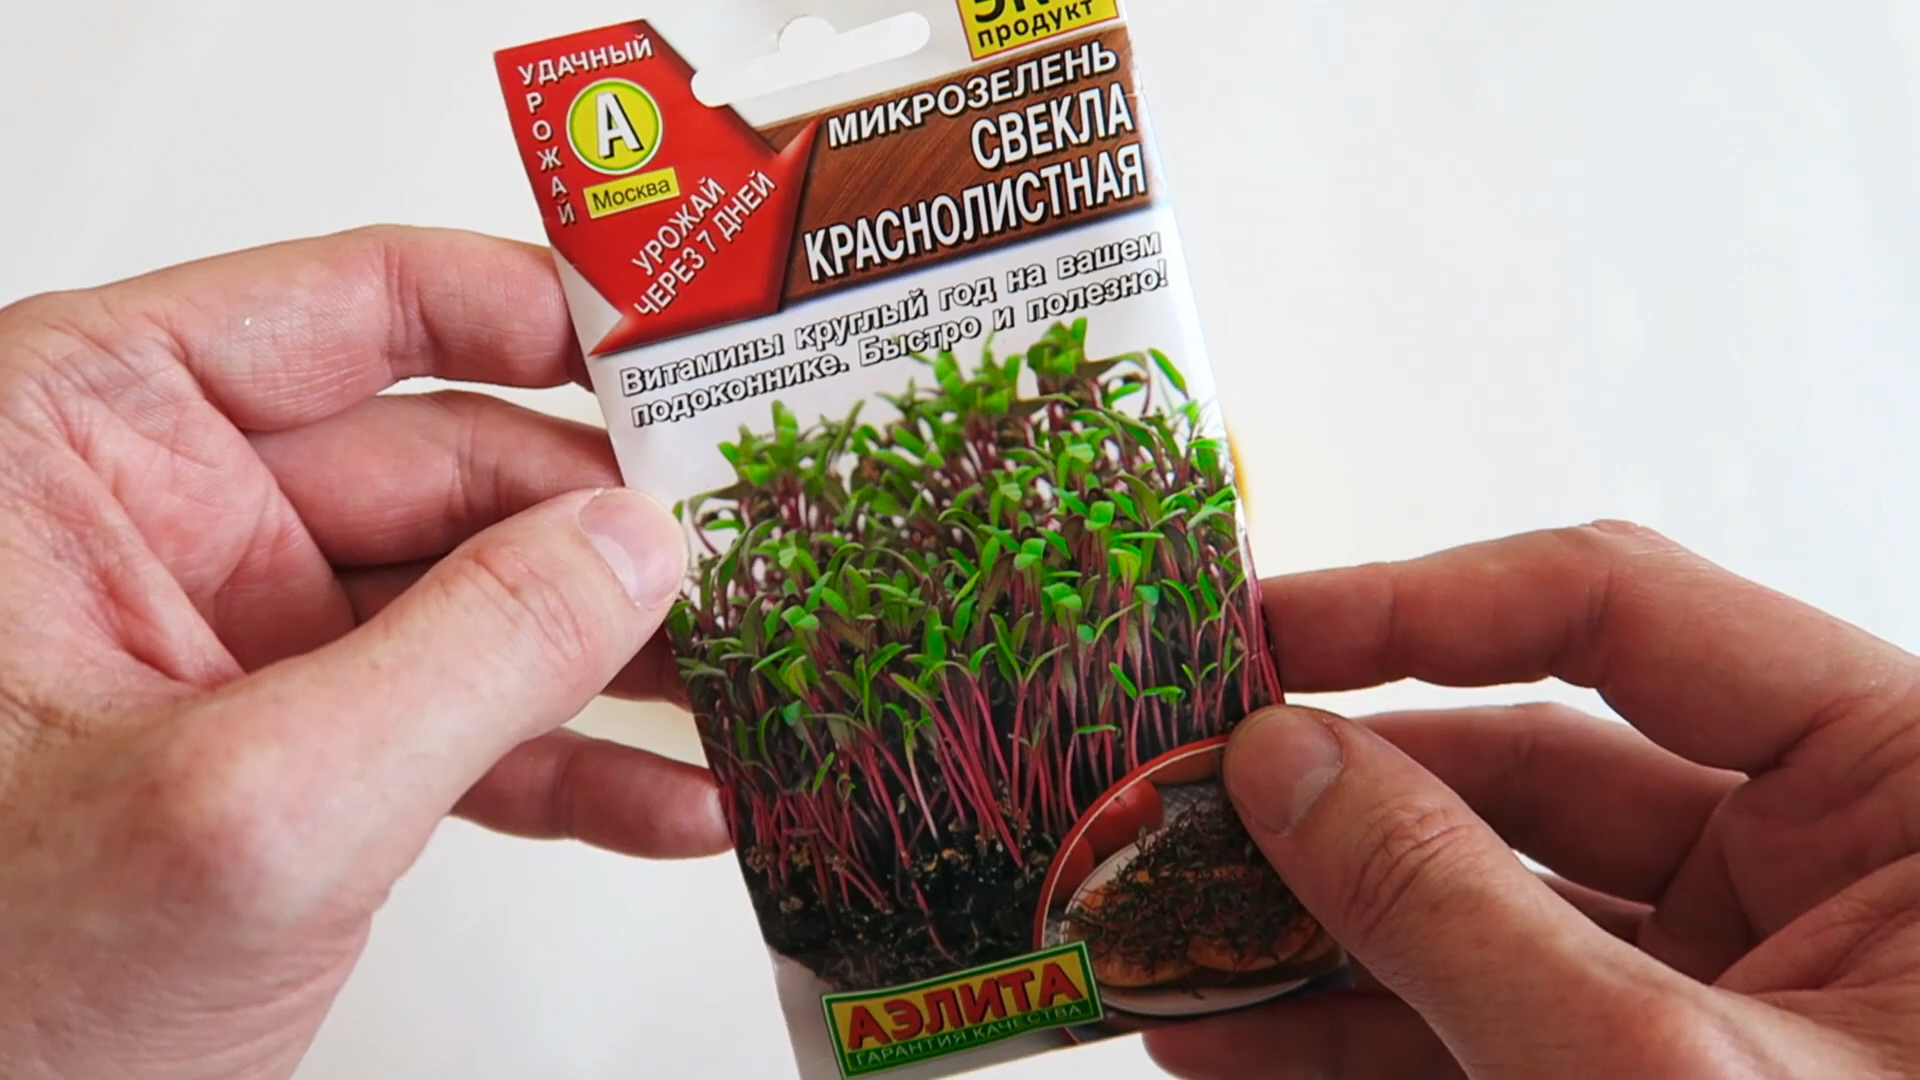 УДАЧНЫЙ
УРОЖАЙ
А
Москва
УРОЖАЙ
ЧЕРЕЗ 7 ДНЕЙ
продукт
МИКРОЗЕЛЕНЬ
СВЕКЛА
КРАСНОЛИСТНАЯ
Витамины круглый год на вашем
подоконнике. Быстро и полезно!
АЭЛИТА
ГАРАНТИЯ КАЧЕСТВА